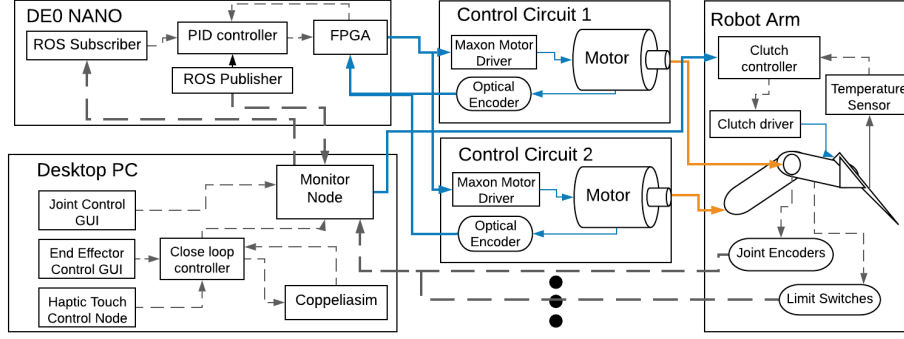 DE0 NANO
ROS Subscriber
PID controller
FPGA
ROS Publisher
Control Circuit 1
Maxon Motor
Driver
Motor
Optical
Encoder
Robot Arm
Clutch
controller
Temperature
Sensor
Clutch driver
Desktop PC
Monitor
Node
Joint Control
GUI
End Effector
Control GUI
Close loop
controller
Haptic Touch
Control Node
Coppeliasim
Control Circuit 2
Maxon Motor
Driver
Motor
Optical
Encoder
Joint Encoders
Limit Switches